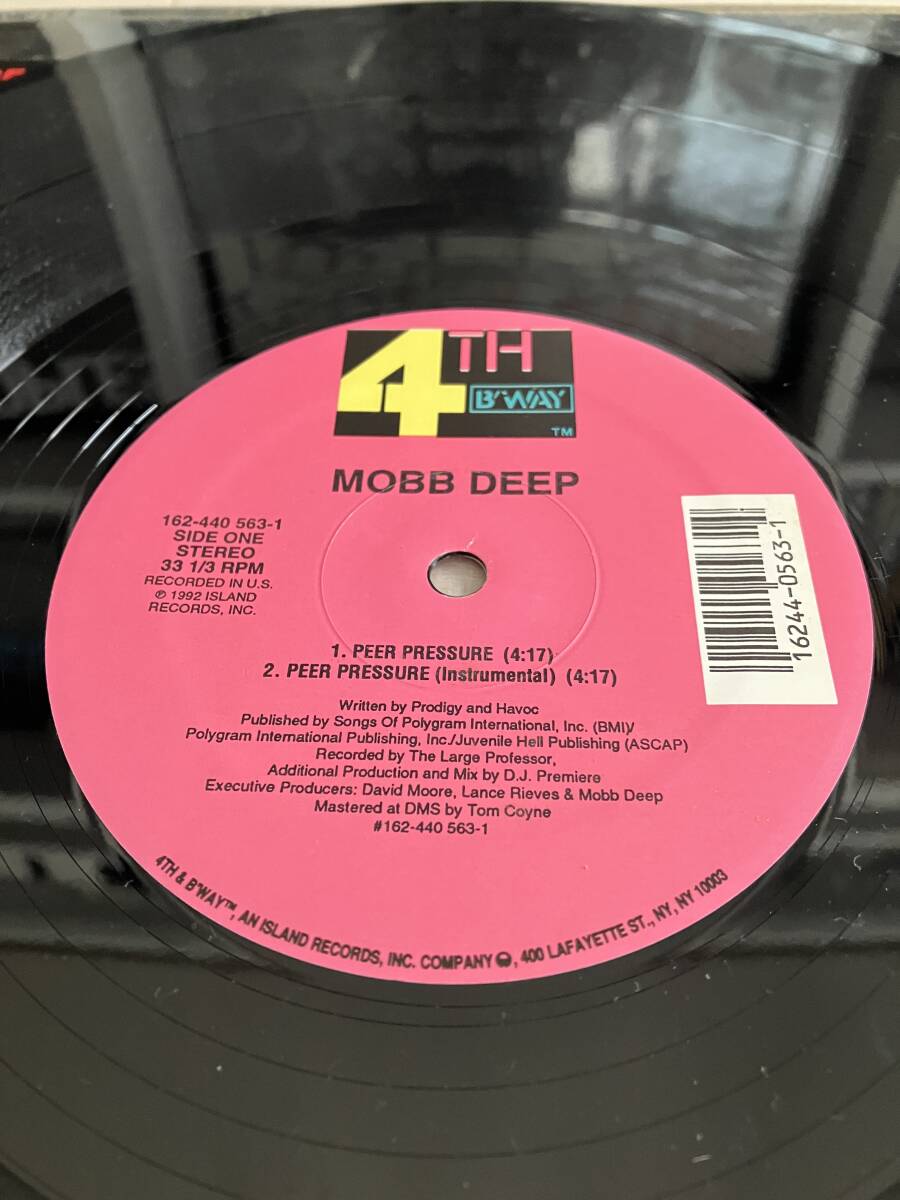 4TH
B'WAY
TM
MOBB DEEP
162-440 563-1
SIDE ONE
STEREO
33 1/3 RPM
RECORDED IN U.S.
℗ 1992 ISLAND
RECORDS, INC.
16244-0563-1
1. PEER PRESSURE (4:17)
2. PEER PRESSURE (Instrumental) (4:17)
Written by Prodigy and Havoc
Published by Songs Of Polygram International, Inc. (BMI)/
Polygram International Publishing, Inc./Juvenile Hell Publishing (ASCAP)
Recorded by The Large Professor,
Additional Production and Mix by D.J. Premiere
Executive Producers: David Moore, Lance Rieves & Mobb Deep
Mastered at DMS by Tom Coyne
#162-440 563-1
4TH & B'WAY™, AN ISLAND RECORDS, INC. COMPANY, 400 LAFAYETTE ST., NY, NY 10003